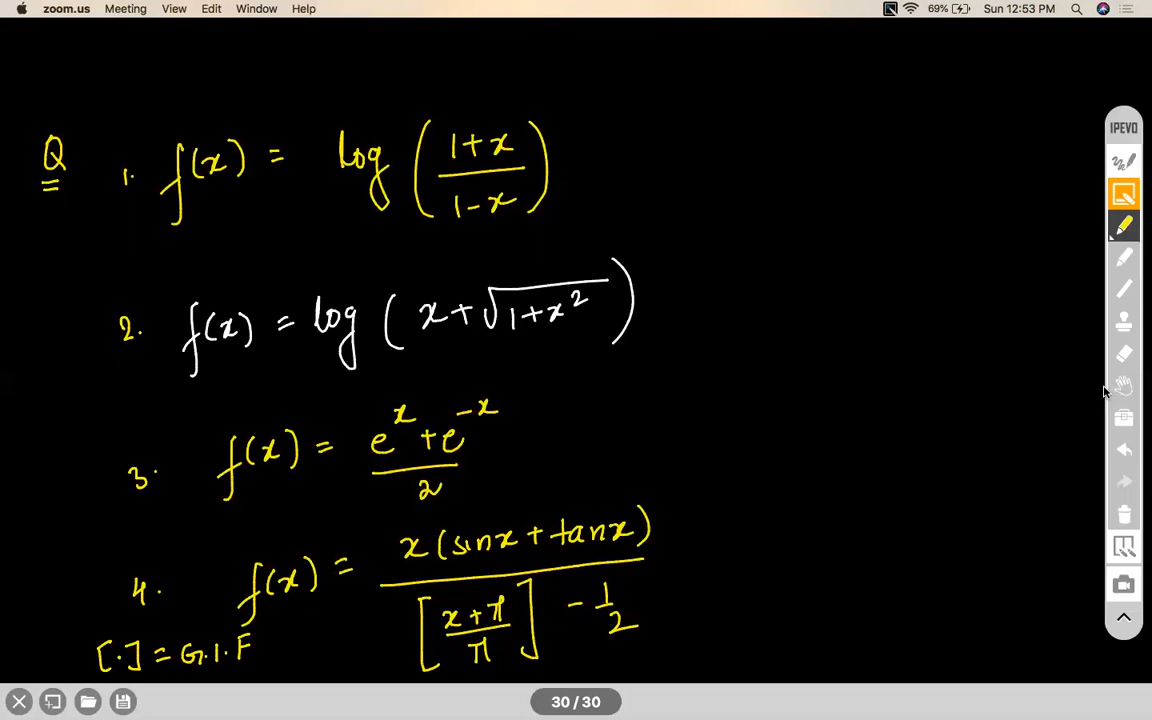 zoom.us Meeting View Edit Window Help 69% Sun 12:53 PM
IPEVO
Q 1. f(x) = log ( (1+x) / (1-x) )
2. f(x) = log ( x + √(1+x²) )
3. f(x) = (e^x + e^-x) / 2
4. f(x) = x(sinx + tanx) / ( [ (x+π) / π ] - 1/2 )
[.] = G.I.F
30 / 30